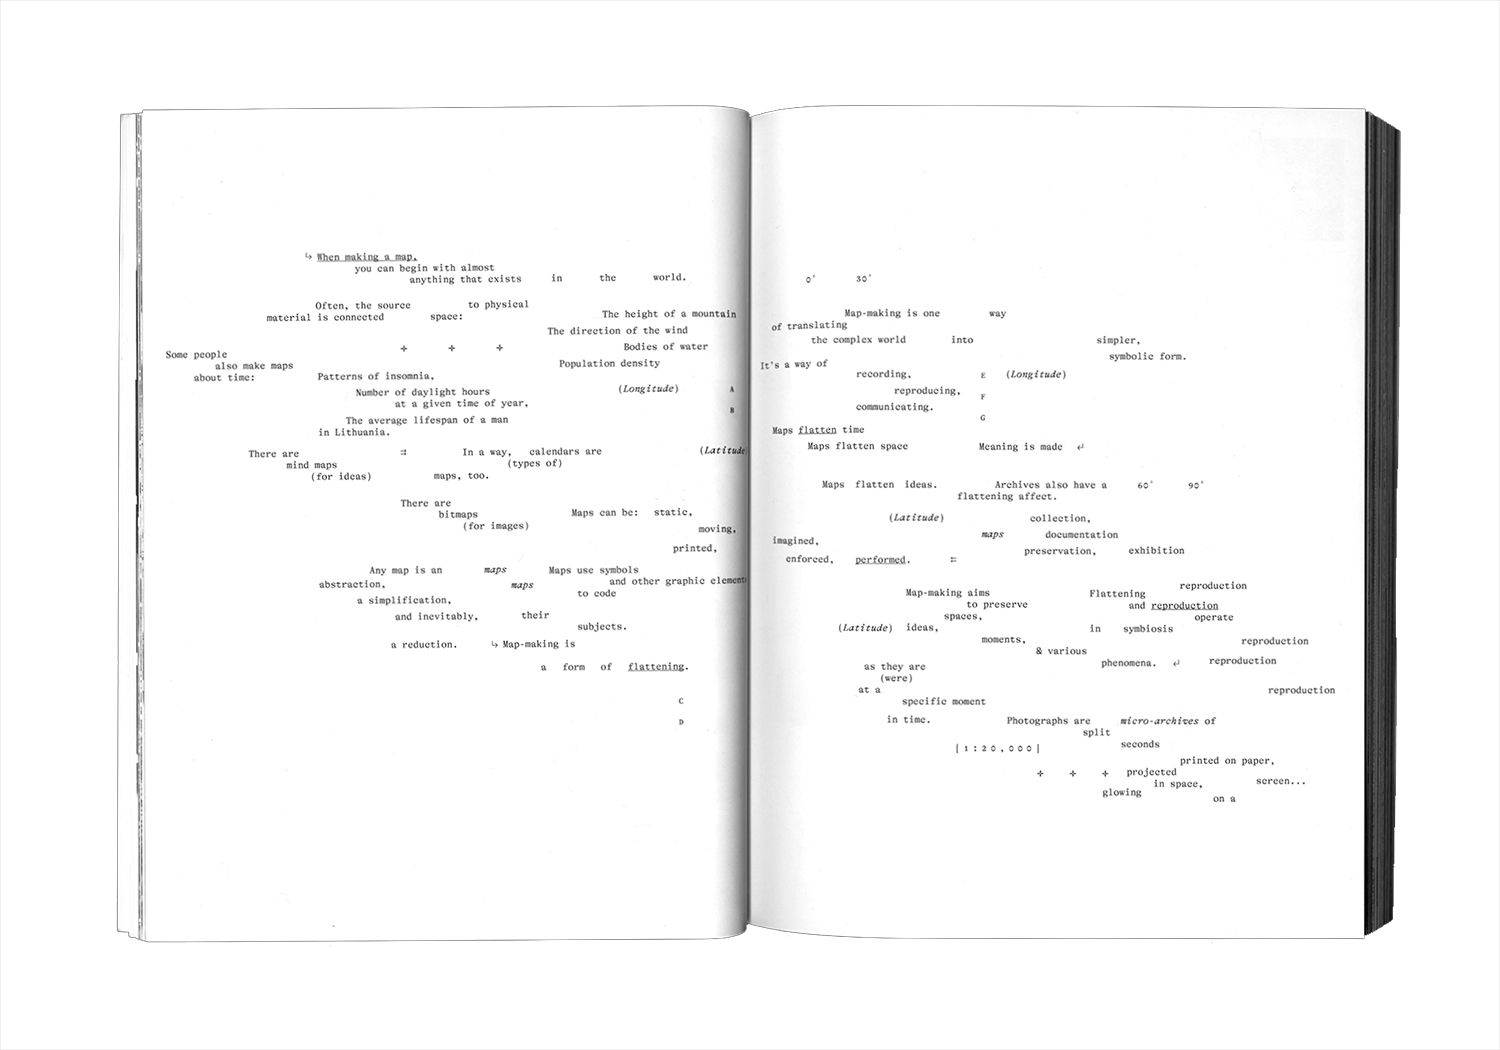 ↳ When making a map,
you can begin with almost
anything that exists in the world.
Often, the source to physical
material is connected space:
The height of a mountain
The direction of the wind
Bodies of water
Population density
✛ ✛ ✛
Some people
also make maps
about time:
Patterns of insomnia,
Number of daylight hours
at a given time of year,
The average lifespan of a man
in Lithuania.
(Longitude)
A
B
There are
mind maps
(for ideas)
⇉
In a way, calendars are
(types of)
maps, too.
(Latitude
There are
bitmaps
(for images)
Maps can be: static,
moving,
printed,
Any map is an
abstraction,
a simplification,
and inevitably,
a reduction.
maps
maps
Maps use symbols
and other graphic elements
to code
their
subjects.
↳ Map-making is
a form of flattening.
C
D
0° 30°
Map-making is one way
of translating
the complex world into simpler,
symbolic form.
It's a way of
recording,
reproducing,
communicating.
E (Longitude)
F
G
Maps flatten time
Maps flatten space
Meaning is made ↵
Maps flatten ideas.
Archives also have a
flattening affect.
60° 90°
(Latitude)
collection,
maps documentation
preservation, exhibition
imagined,
enforced, performed.
⇇
Map-making aims
to preserve
spaces,
(Latitude) ideas,
moments,
& various
phenomena. ↵
as they are
(were)
at a
specific moment
in time.
Flattening
and reproduction
operate
in symbiosis
reproduction
reproduction
reproduction
reproduction
[1:20,000]
Photographs are micro-archives of
split
seconds
printed on paper,
✛ ✛ ✛ projected
in space,
glowing
on a
screen...